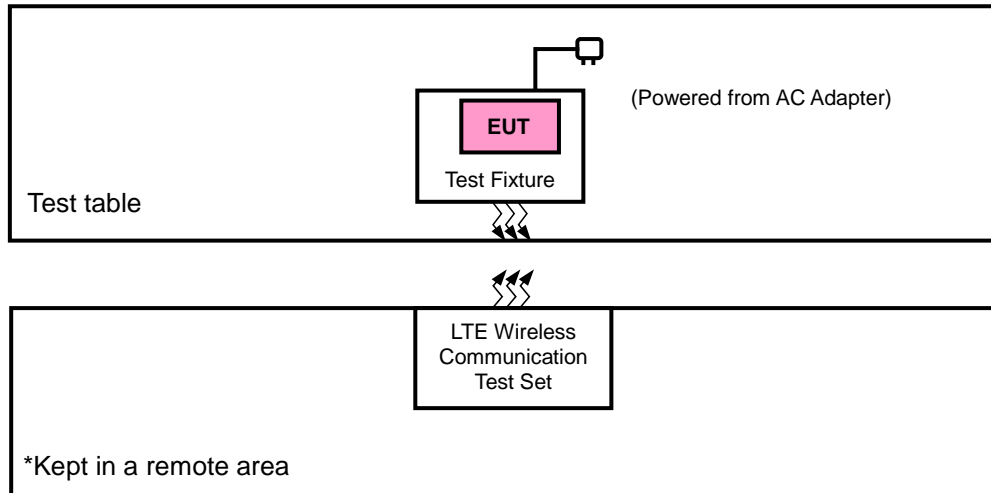 (Powered from AC Adapter)
EUT
Test Fixture
Test table
LTE Wireless
Communication
Test Set
*Kept in a remote area